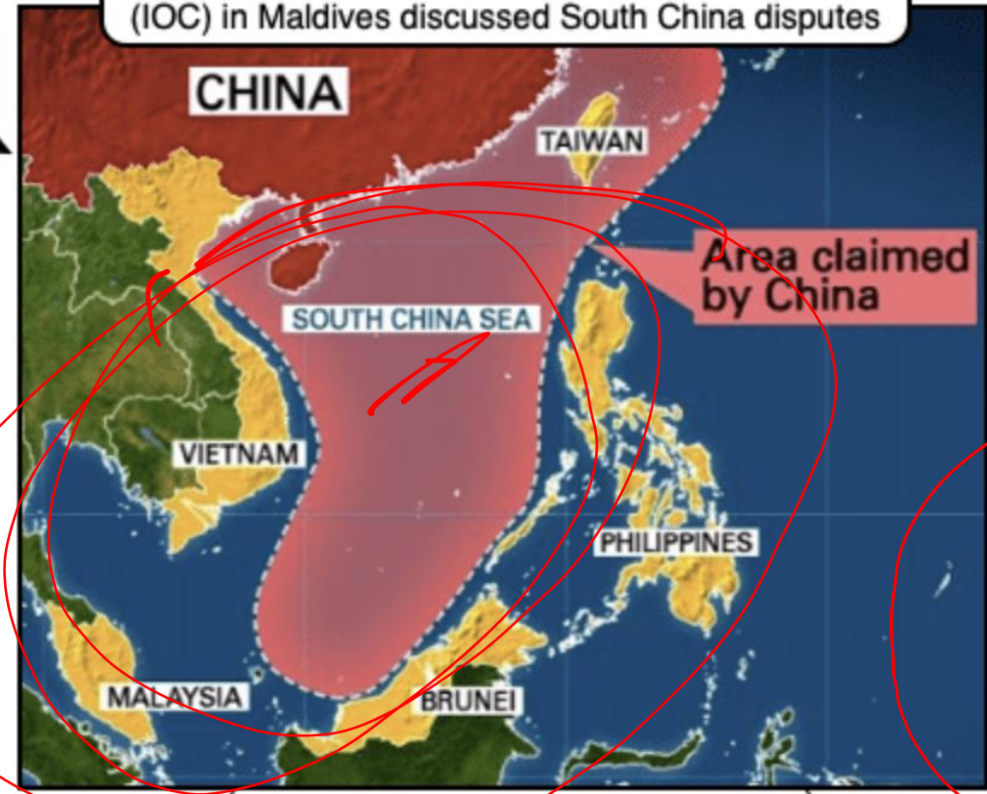 (IOC) in Maldives discussed South China disputes
CHINA
TAIWAN
Area claimed
by China
SOUTH CHINA SEA
VIETNAM
PHILIPPINES
MALAYSIA
BRUNEI